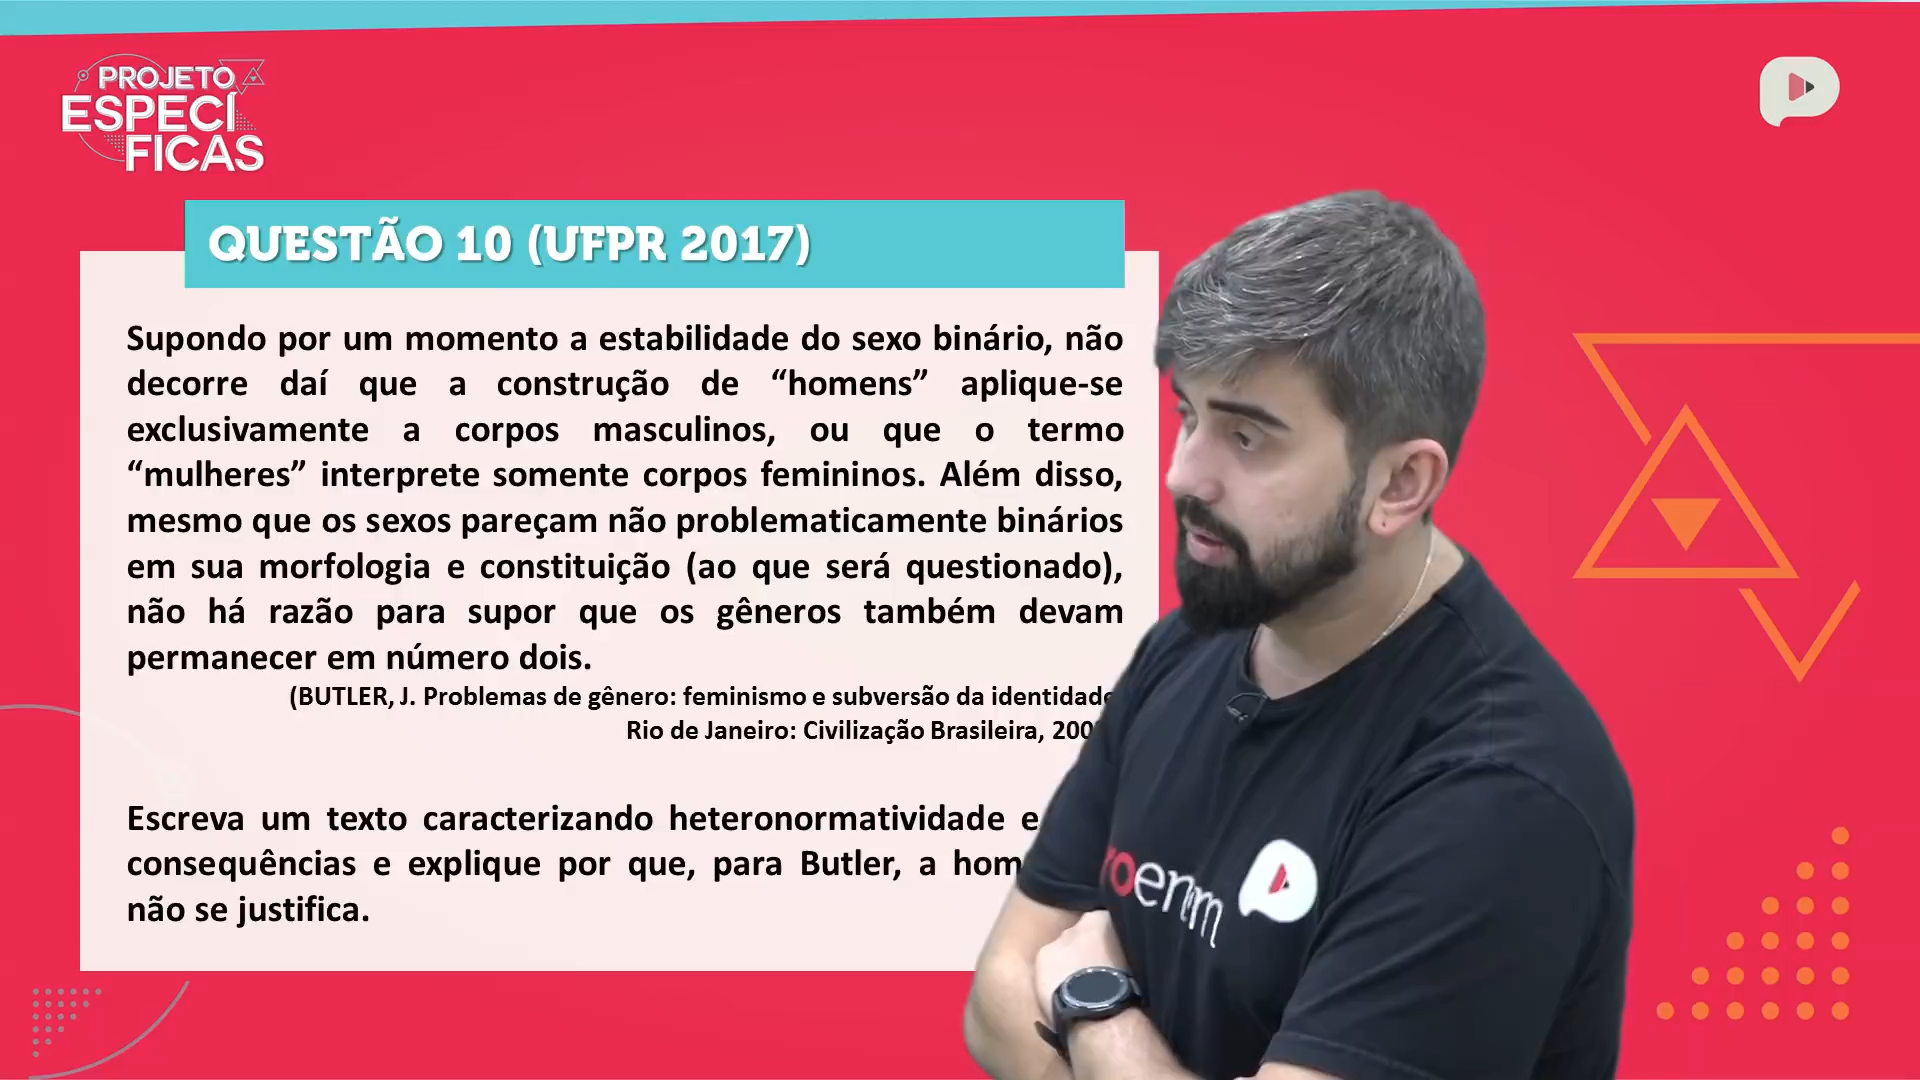 PROJETO
ESPECÍ
FICAS
QUESTÃO 10 (UFPR 2017)
Supondo por um momento a estabilidade do sexo binário, não
decorre daí que a construção de “homens” aplique-se
exclusivamente a corpos masculinos, ou que o termo
“mulheres” interprete somente corpos femininos. Além disso,
mesmo que os sexos pareçam não problematicamente binários
em sua morfologia e constituição (ao que será questionado),
não há razão para supor que os gêneros também devam
permanecer em número dois.
(BUTLER, J. Problemas de gênero: feminismo e subversão da identidade
Rio de Janeiro: Civilização Brasileira, 200
Escreva um texto caracterizando heteronormatividade e
consequências e explique por que, para Butler, a hom
não se justifica.
roenem